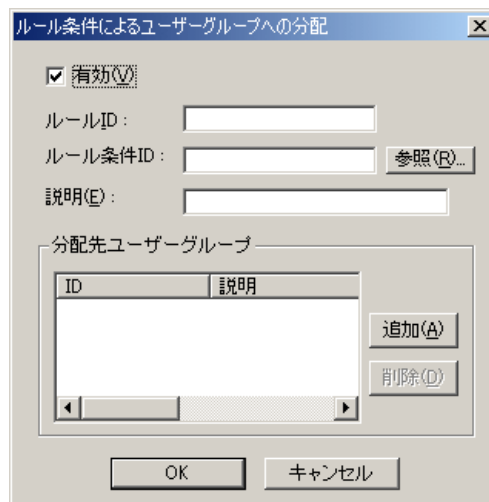 ルール条件によるユーザーグループへの分配
有効(V)
ルールID：
ルール条件ID： 参照(R)...
説明(E)：
分配先ユーザーグループ
ID 説明
追加(A)
削除(D)
OK キャンセル